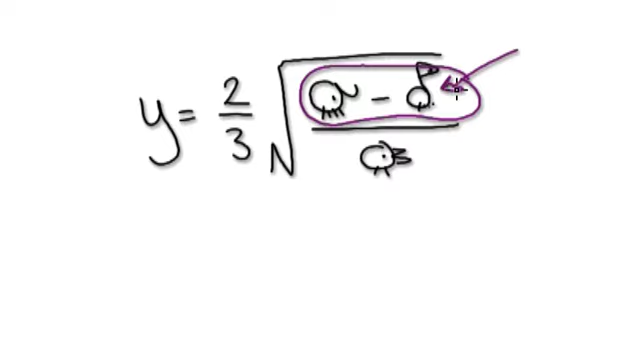 y = 2/3 √
−